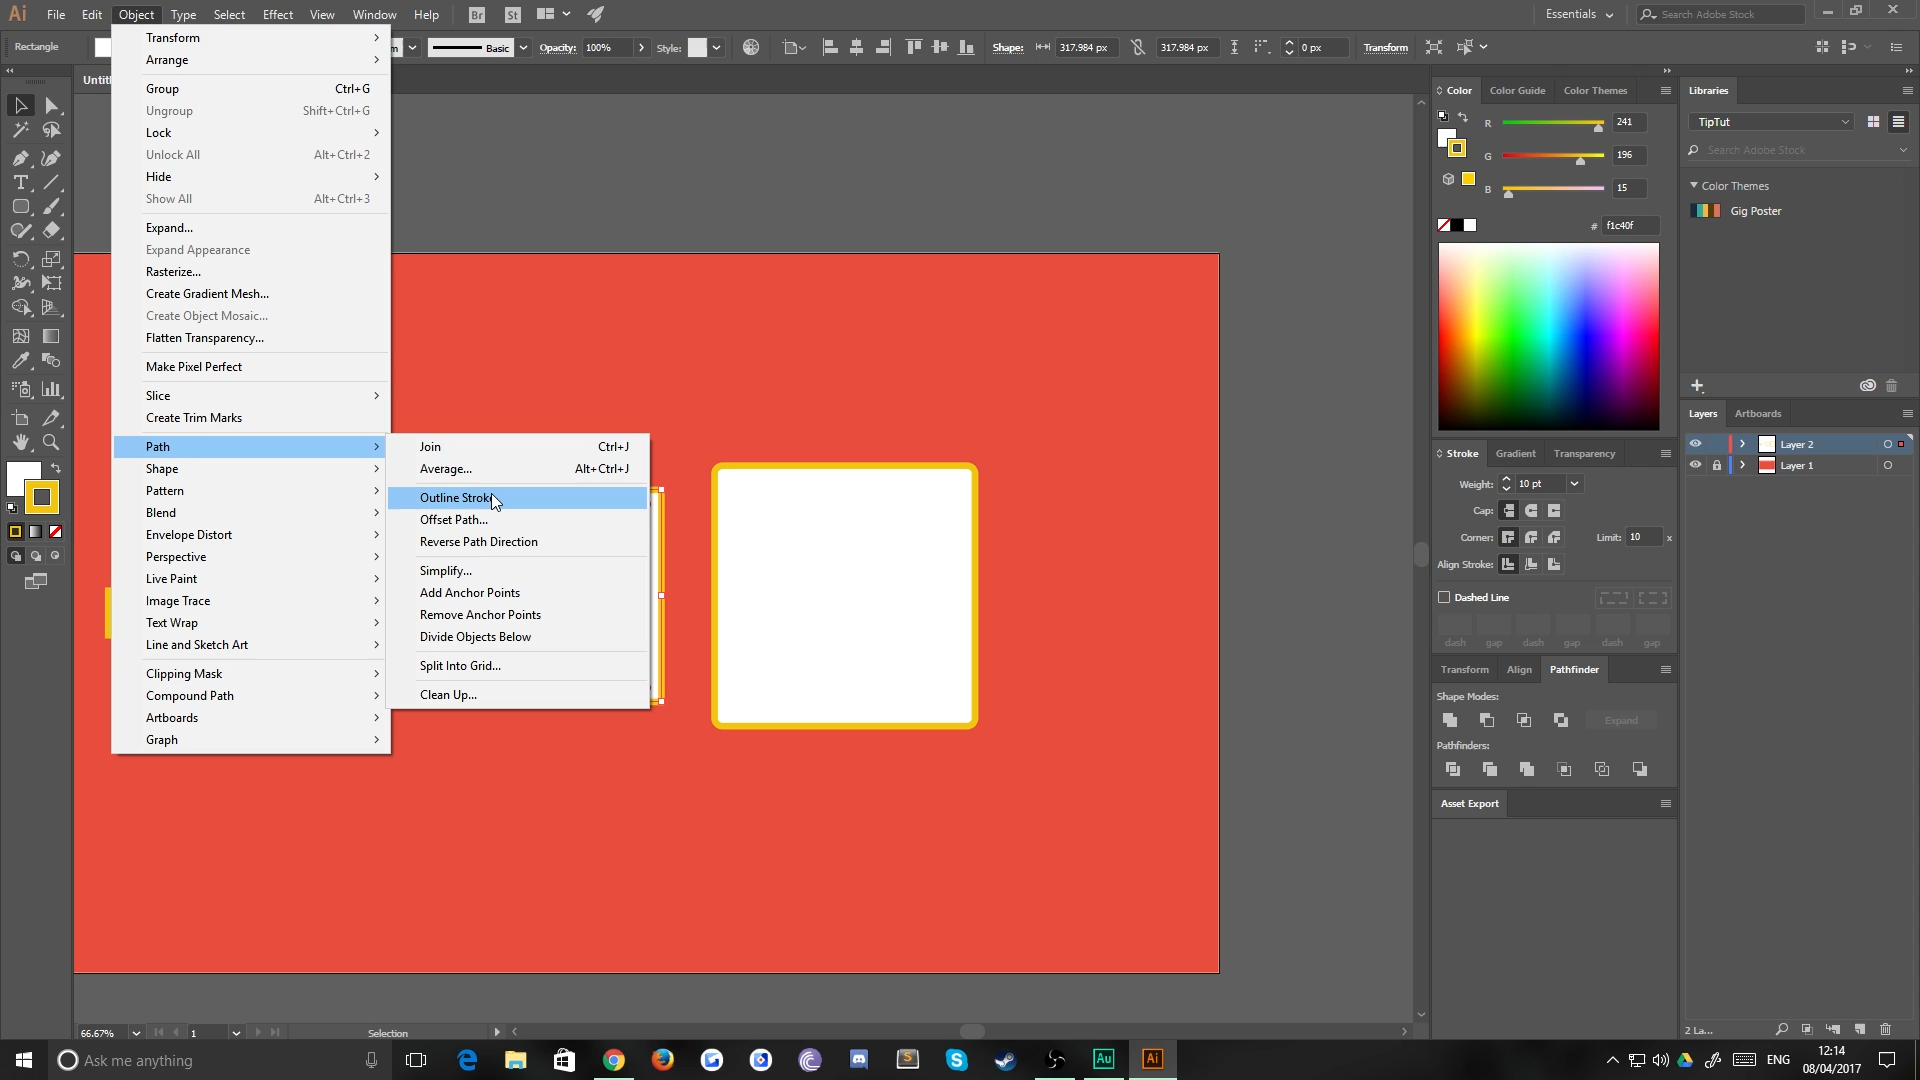 Ai File Edit Object Type Select Effect View Window Help Br St Essentials Search Adobe Stock
Rectangle Basic Opacity: 100% Style: Shape: 317.984 px 317.984 px 0 px Transform
Transform
Arrange
Group Ctrl+G
Ungroup Shift+Ctrl+G
Lock
Unlock All Alt+Ctrl+2
Hide
Show All Alt+Ctrl+3
Expand...
Expand Appearance
Rasterize...
Create Gradient Mesh...
Create Object Mosaic...
Flatten Transparency...
Make Pixel Perfect
Slice
Create Trim Marks
Path
Shape
Pattern
Blend
Envelope Distort
Perspective
Live Paint
Image Trace
Text Wrap
Line and Sketch Art
Clipping Mask
Compound Path
Artboards
Graph
Join Ctrl+J
Average... Alt+Ctrl+J
Outline Stroke
Offset Path...
Reverse Path Direction
Simplify...
Add Anchor Points
Remove Anchor Points
Divide Objects Below
Split Into Grid...
Clean Up...
Color Color Guide Color Themes
R 241
G 196
B 15
# f1c40f
Stroke Gradient Transparency
Weight: 10 pt
Cap:
Corner: Limit: 10 x
Align Stroke:
Dashed Line
dash gap dash gap dash gap
Transform Align Pathfinder
Shape Modes:
Expand
Pathfinders:
Asset Export
Libraries
TipTut
Search Adobe Stock
Color Themes
Gig Poster
Layers Artboards
Layer 2
Layer 1
2 La...
66.67% 1 Selection
Ask me anything Au Ai ENG 12:14
08/04/2017